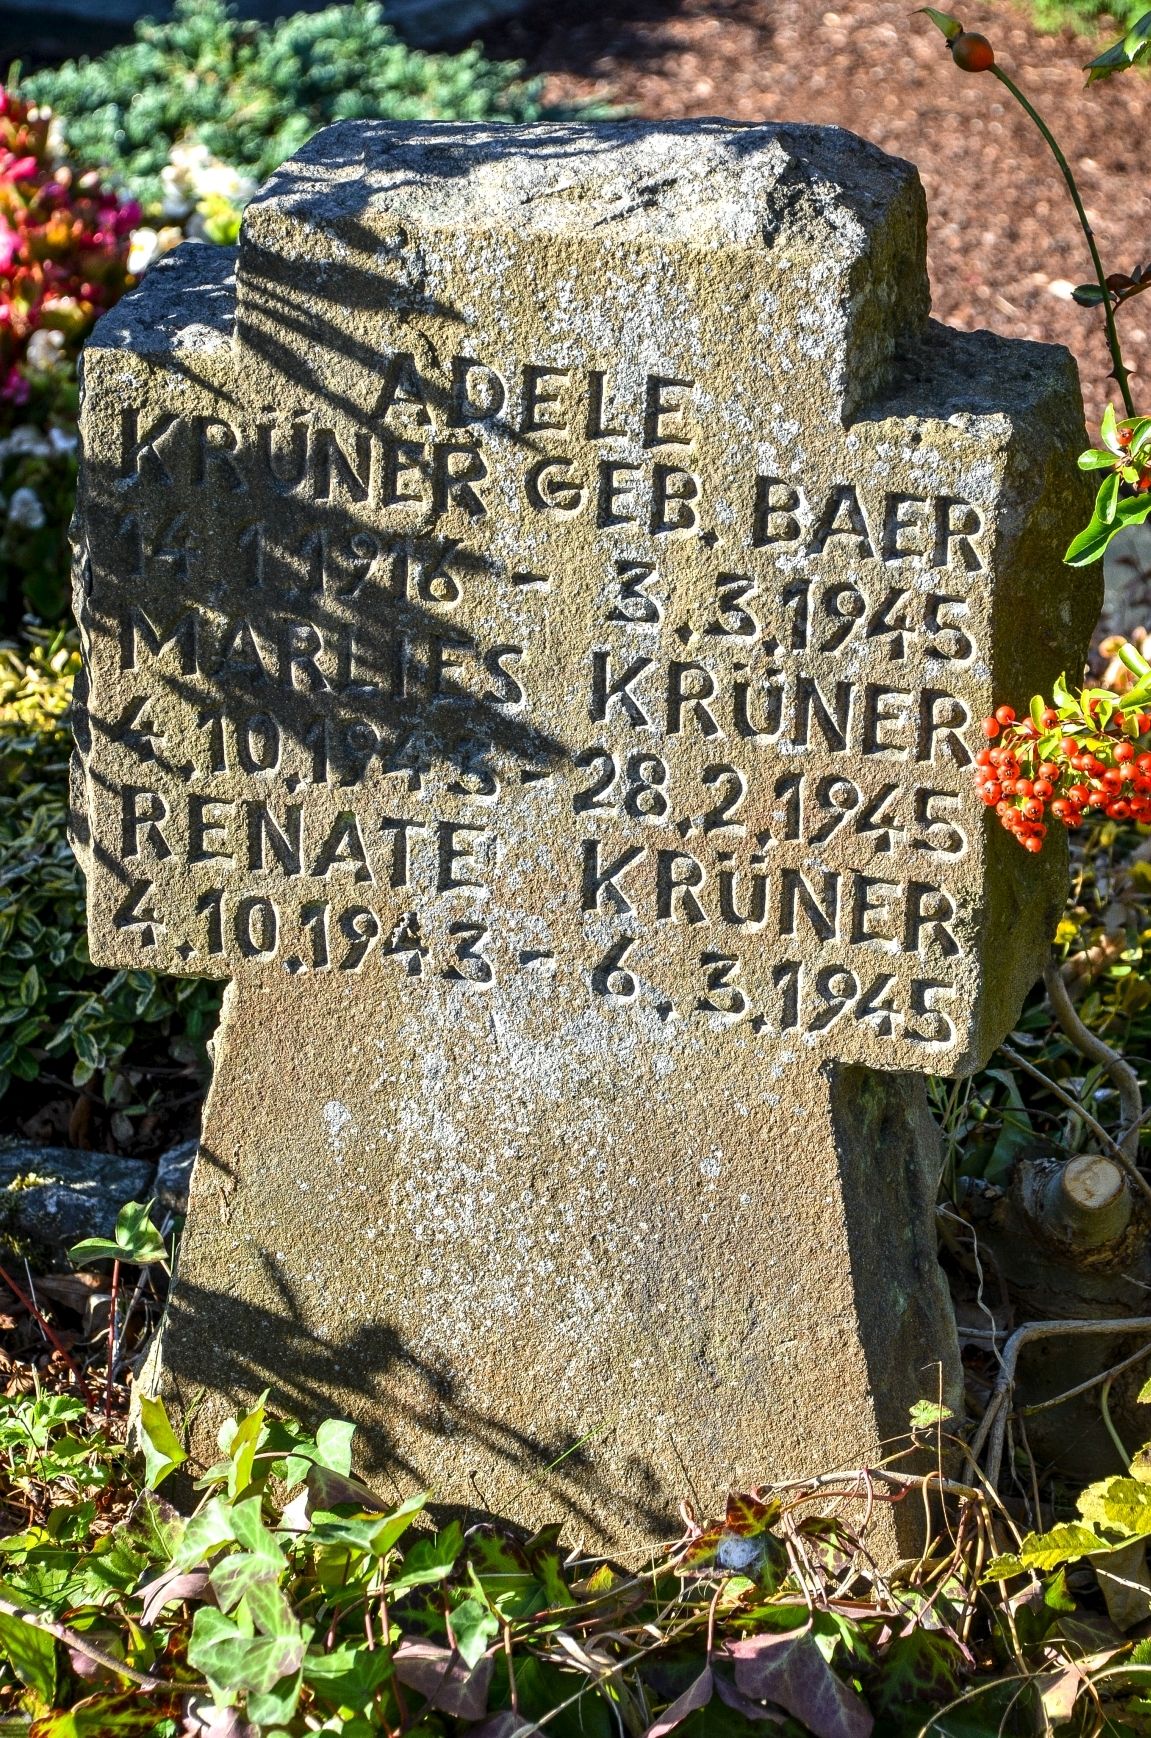 ADELE
KRÜNER GEB. BAER
14.1.1916 - 3.3.1945
MARLIES KRÜNER
4.10.1943 - 28.2.1945
RENATE KRÜNER
4.10.1943 - 6.3.1945